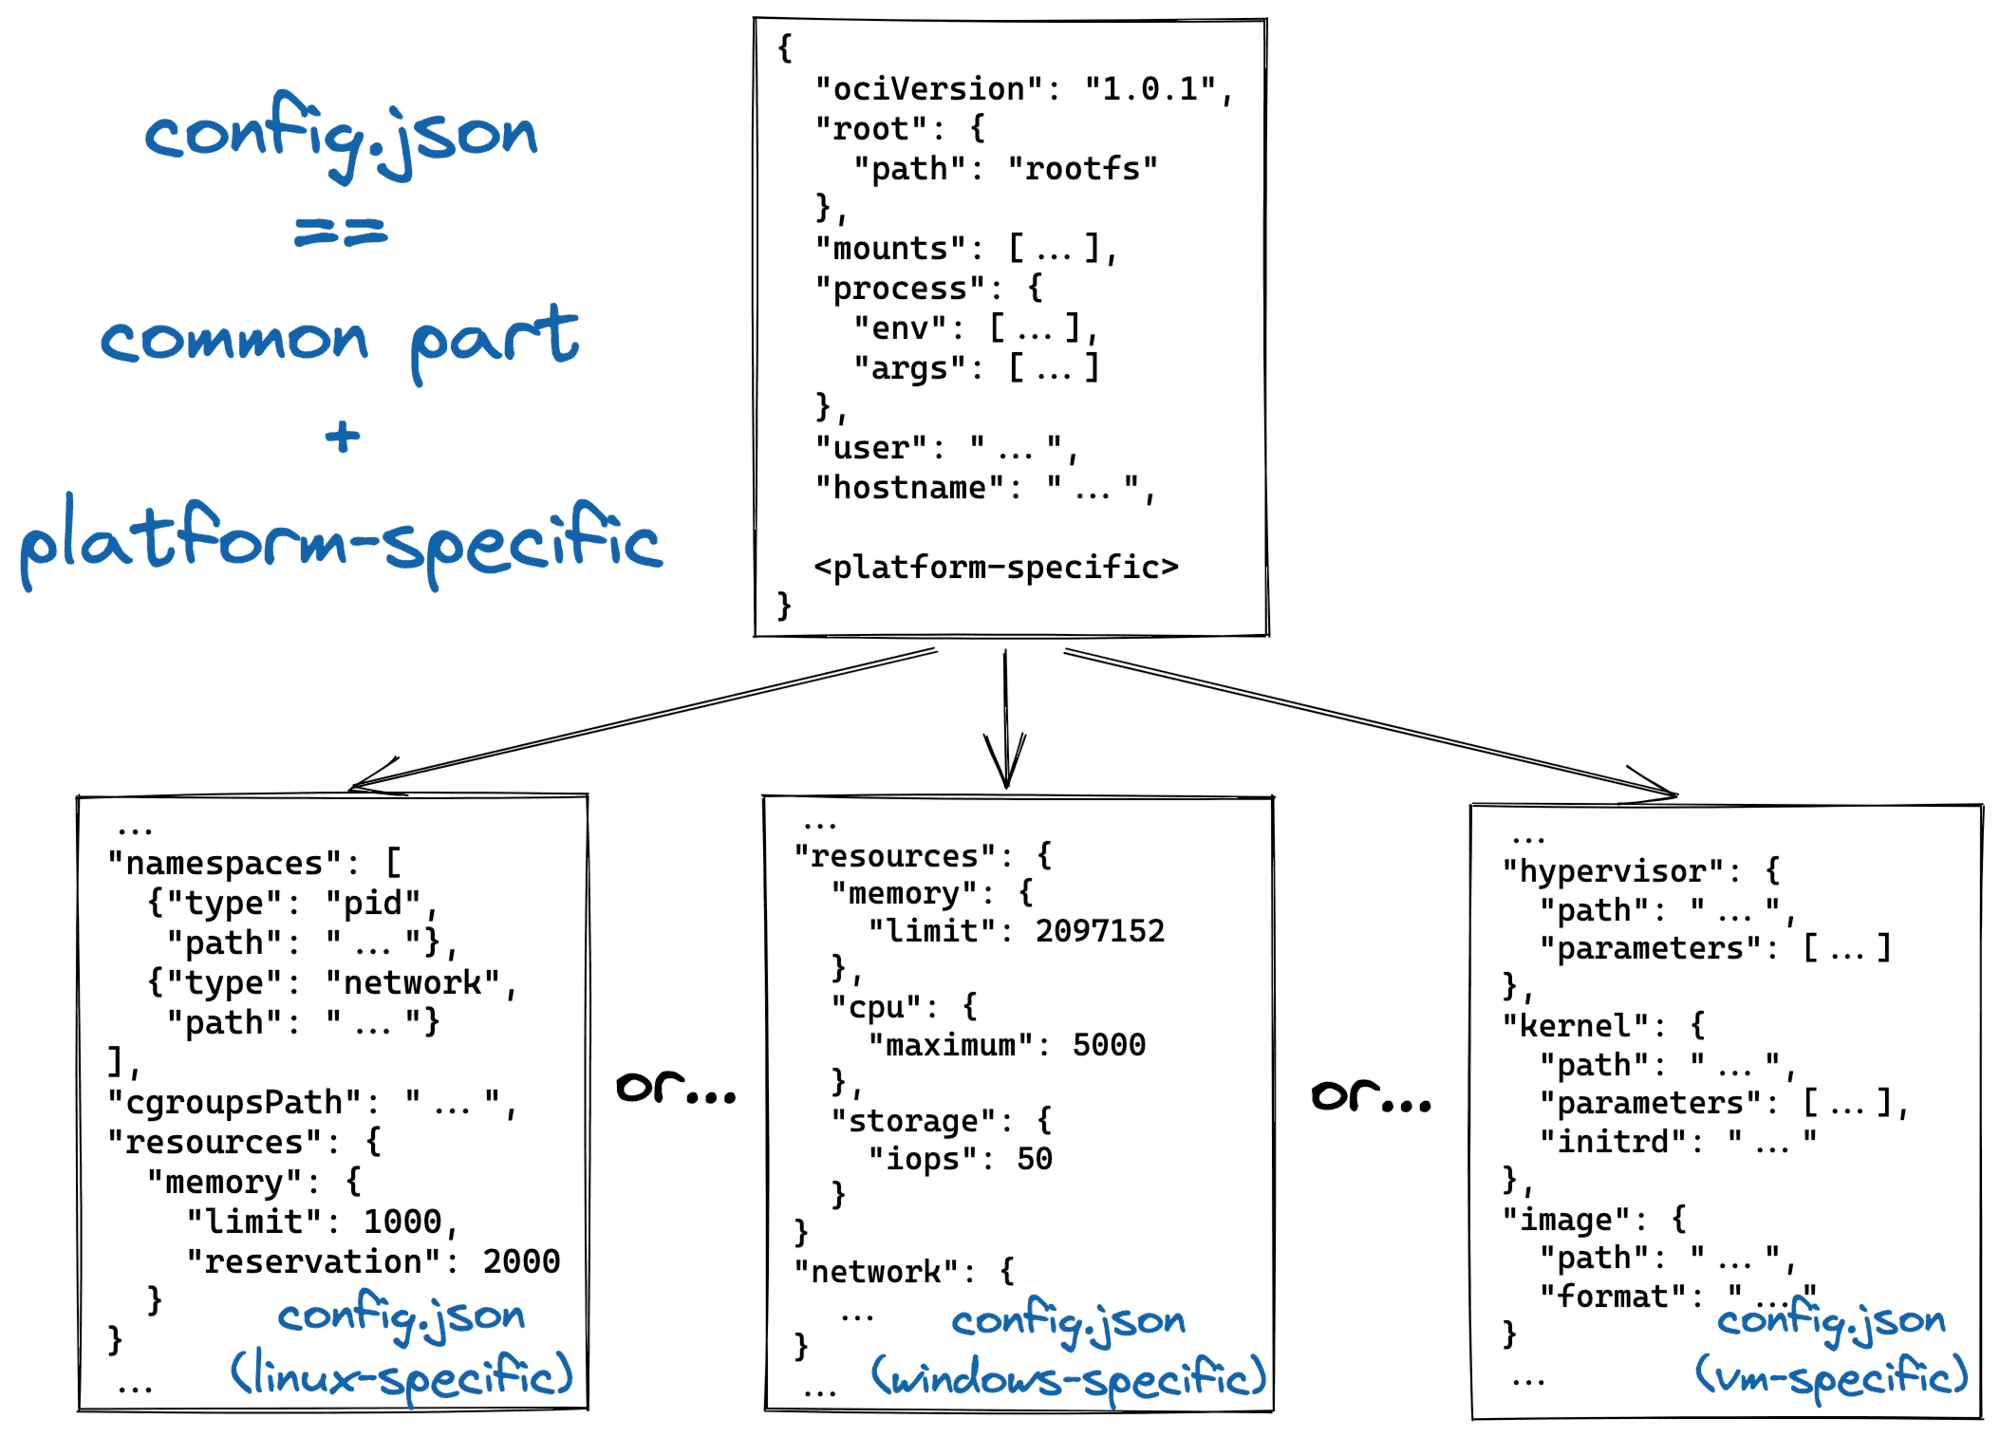 config.json
==
common part
+
platform-specific
{
"ociVersion": "1.0.1",
"root": {
"path": "rootfs"
},
"mounts": [ ... ],
"process": {
"env": [ ... ],
"args": [ ... ]
},
"user": " ... ",
"hostname": " ... ",
<platform-specific>
}
...
"namespaces": [
{"type": "pid",
"path": " ... "},
{"type": "network",
"path": " ... "}
],
"cgroupsPath": " ... ",
"resources": {
"memory": {
"limit": 1000,
"reservation": 2000
}
}
...
config.json
(linux-specific)
or...
...
"resources": {
"memory": {
"limit": 2097152
},
"cpu": {
"maximum": 5000
},
"storage": {
"iops": 50
}
}
"network": {
...
}
...
config.json
(windows-specific)
or...
...
"hypervisor": {
"path": " ... ",
"parameters": [ ... ]
},
"kernel": {
"path": " ... ",
"parameters": [ ... ],
"initrd": " ... "
},
"image": {
"path": " ... ",
"format": " ... "
}
...
config.json
(vm-specific)